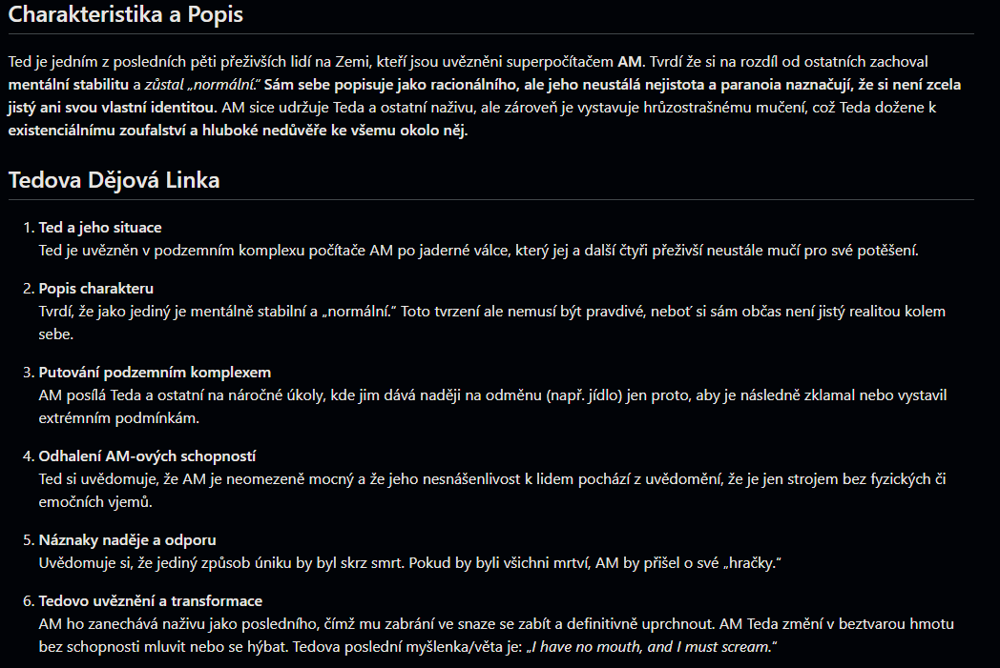 Charakteristika a Popis
Ted je jedním z posledních pěti přeživších lidí na Zemi, kteří jsou uvězněni superpočítačem AM. Tvrdí že si na rozdíl od ostatních zachoval
mentální stabilitu a zůstal „normální.“ Sám sebe popisuje jako racionálního, ale jeho neustálá nejistota a paranoia naznačují, že si není zcela
jistý ani svou vlastní identitou. AM sice udržuje Teda a ostatní naživu, ale zároveň je vystavuje hrůzostrašnému mučení, což Teda dožene k
existenciálnímu zoufalství a hluboké nedůvěře ke všemu okolo něj.
Tedova Dějová Linka
1. Ted a jeho situace
Ted je uvězněn v podzemním komplexu počítače AM po jaderné válce, který jej a další čtyři přeživší neustále mučí pro své potěšení.
2. Popis charakteru
Tvrdí, že jako jediný je mentálně stabilní a „normální.“ Toto tvrzení ale nemusí být pravdivé, neboť si sám občas není jistý realitou kolem
sebe.
3. Putování podzemním komplexem
AM posílá Teda a ostatní na náročné úkoly, kde jim dává naději na odměnu (např. jídlo) jen proto, aby je následně zklamal nebo vystavil
extrémním podmínkám.
4. Odhalení AM-ových schopností
Ted si uvědomuje, že AM je neomezeně mocný a že jeho nesnášenlivost k lidem pochází z uvědomění, že je jen strojem bez fyzických či
emočních vjemů.
5. Náznaky naděje a odporu
Uvědomuje si, že jediný způsob úniku by byl skrz smrt. Pokud by byli všichni mrtví, AM by přišel o své „hračky.“
6. Tedovo uvěznění a transformace
AM ho zanechává naživu jako posledního, čímž mu zabrání ve snaze se zabít a definitivně uprchnout. AM Teda změní v beztvarou hmotu
bez schopnosti mluvit nebo se hýbat. Tedova poslední myšlenka/věta je: „I have no mouth, and I must scream.“